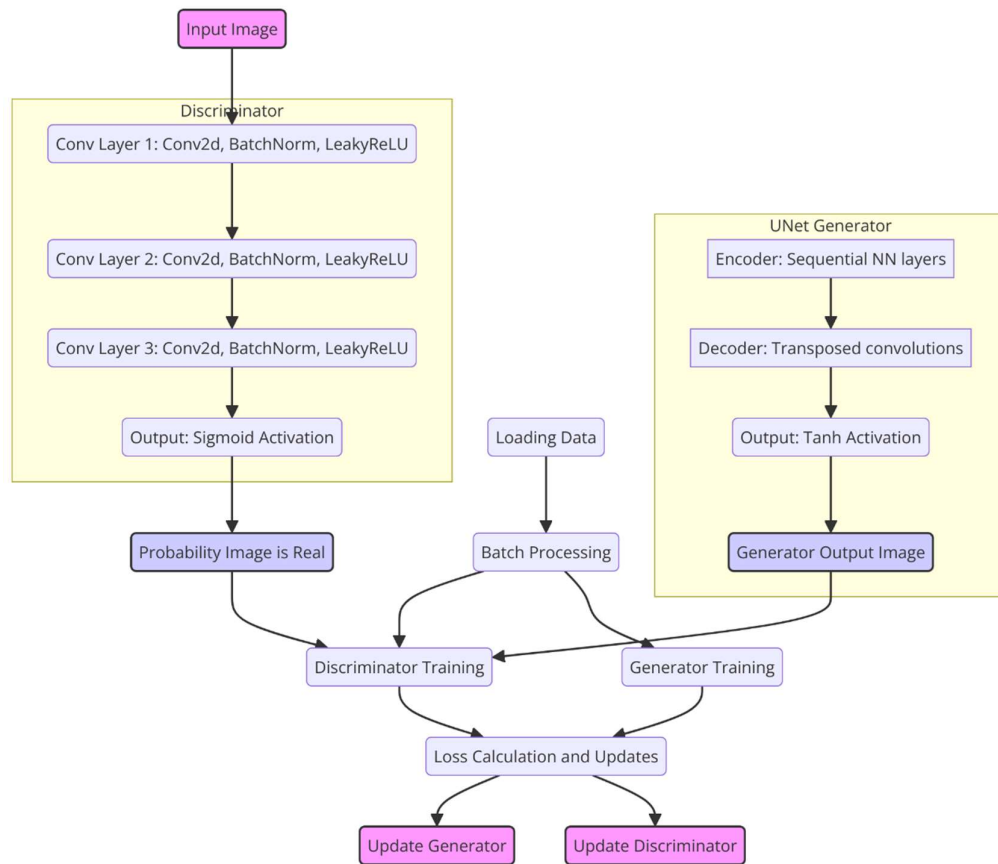 Input Image
Discriminator
Conv Layer 1: Conv2d, BatchNorm, LeakyReLU
Conv Layer 2: Conv2d, BatchNorm, LeakyReLU
Conv Layer 3: Conv2d, BatchNorm, LeakyReLU
Output: Sigmoid Activation
Probability Image is Real
UNet Generator
Encoder: Sequential NN layers
Decoder: Transposed convolutions
Output: Tanh Activation
Generator Output Image
Loading Data
Batch Processing
Discriminator Training
Generator Training
Loss Calculation and Updates
Update Generator
Update Discriminator